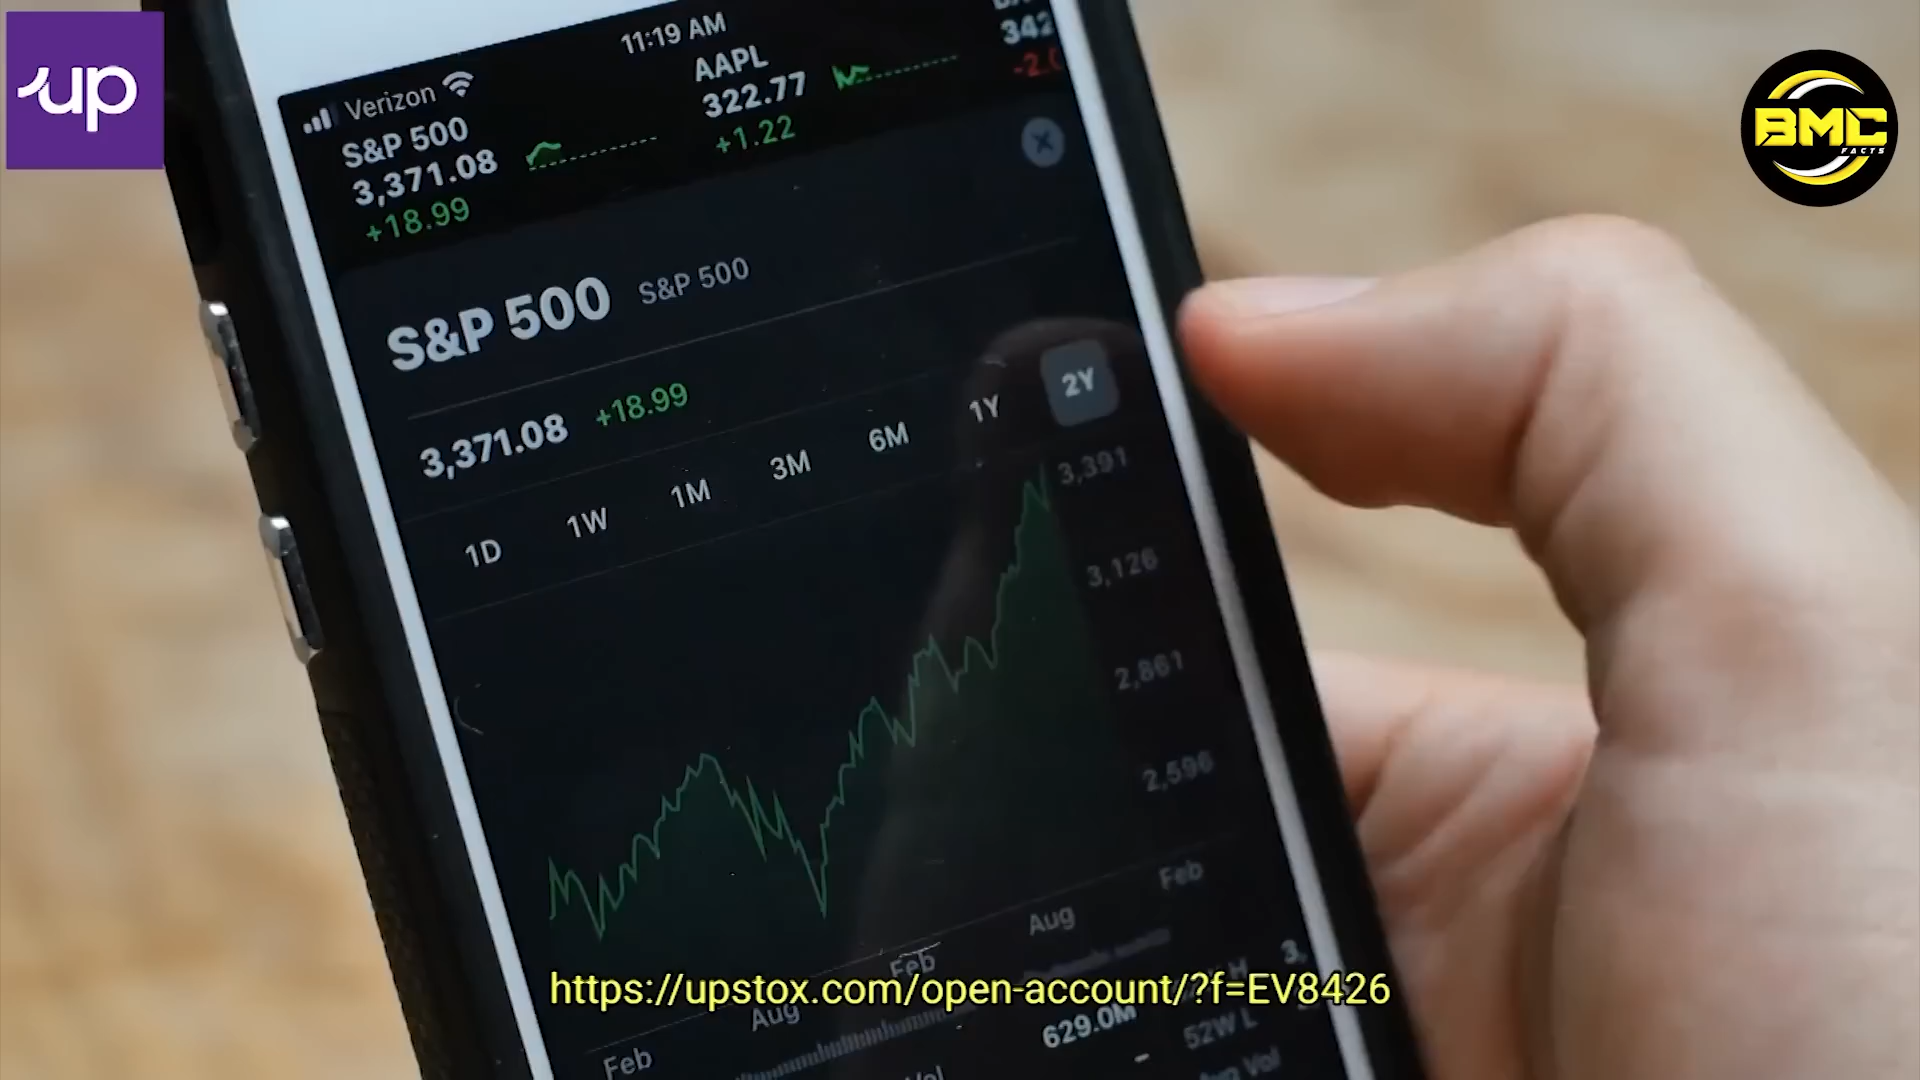 up
BMC
FACTS
11:19 AM
Verizon
S&P 500
3,371.08
+18.99
AAPL
322.77
+1.22
342
S&P 500 S&P 500
3,371.08 +18.99
1D 1W 1M 3M 6M 1Y 2Y
3,391
3,126
2,861
2,596
Feb Aug Feb Aug Feb
https://upstox.com/open-account/?f=EV8426
629.0M
52W L
Vol